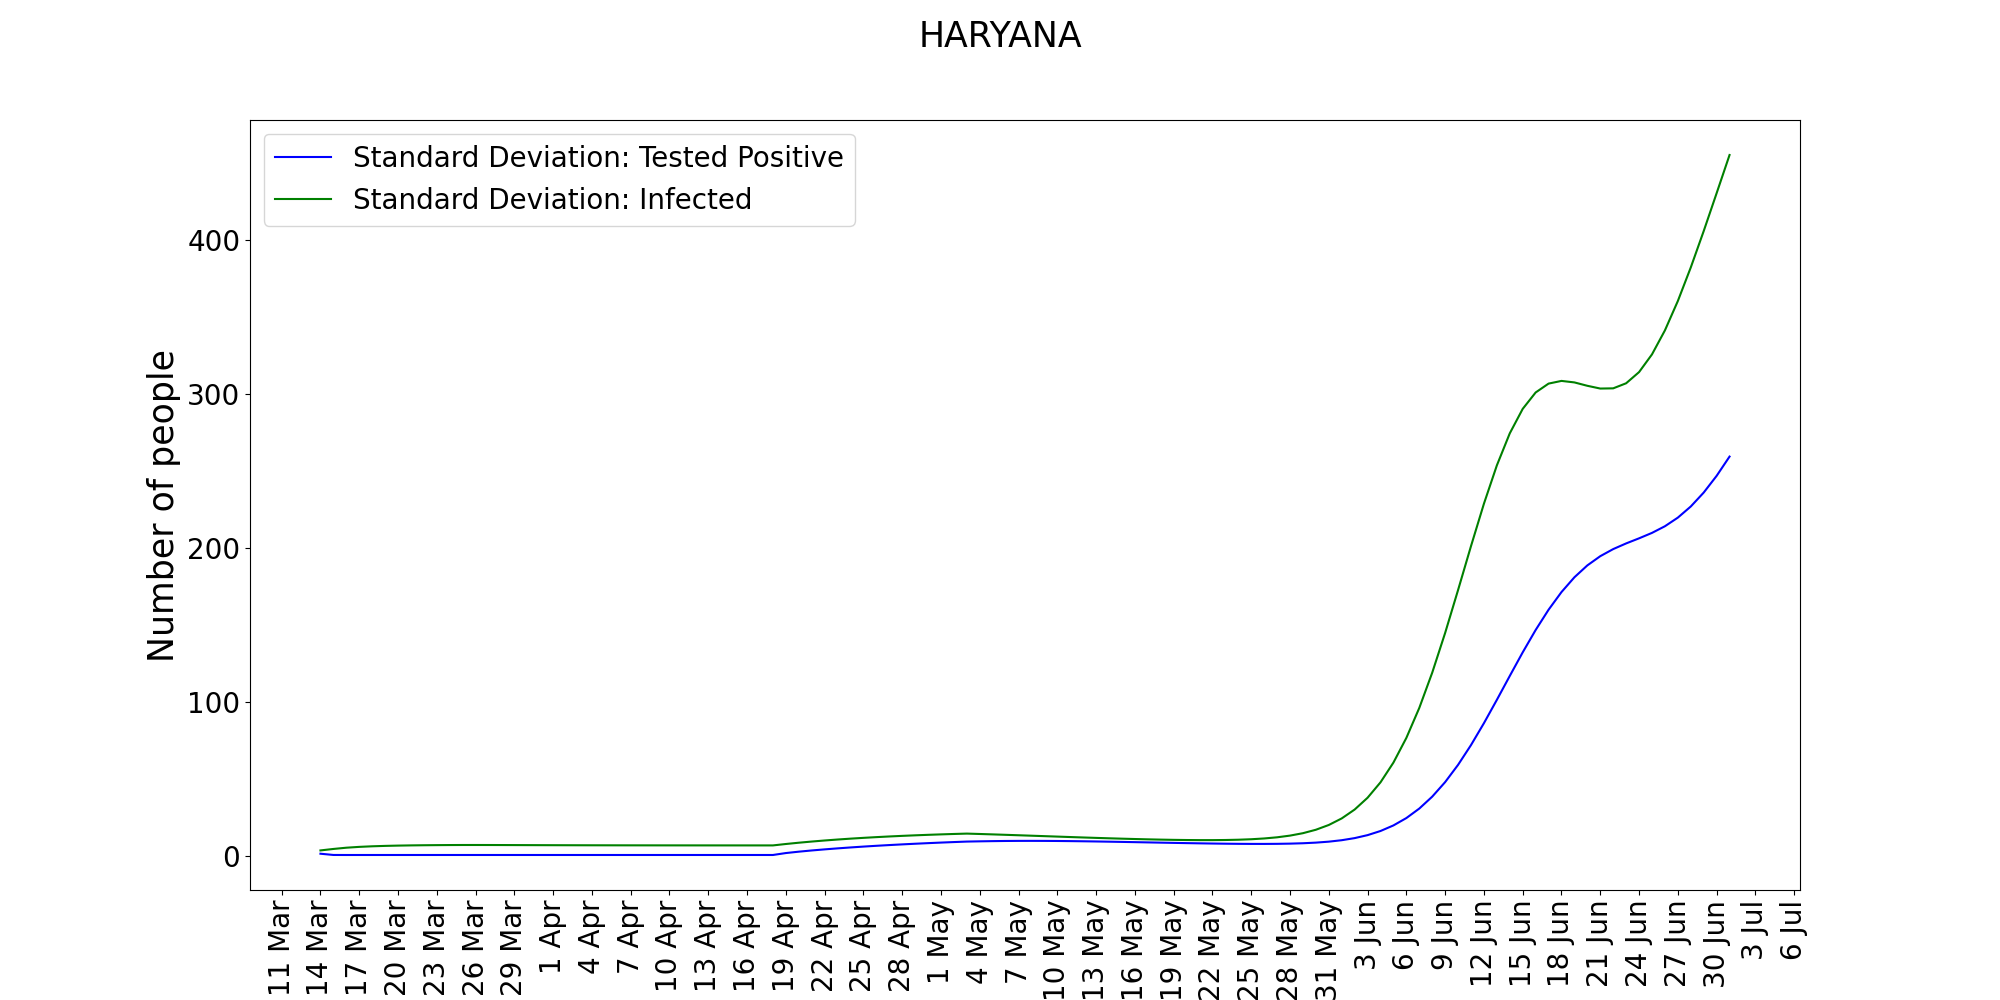 HARYANA
Standard Deviation: Tested Positive
Standard Deviation: Infected
Number of people
400
300
200
100
0
11 Mar
14 Mar
17 Mar
20 Mar
23 Mar
26 Mar
29 Mar
1 Apr
4 Apr
7 Apr
10 Apr
13 Apr
16 Apr
19 Apr
22 Apr
25 Apr
28 Apr
1 May
4 May
7 May
10 May
13 May
16 May
19 May
22 May
25 May
28 May
31 May
3 Jun
6 Jun
9 Jun
12 Jun
15 Jun
18 Jun
21 Jun
24 Jun
27 Jun
30 Jun
3 Jul
6 Jul